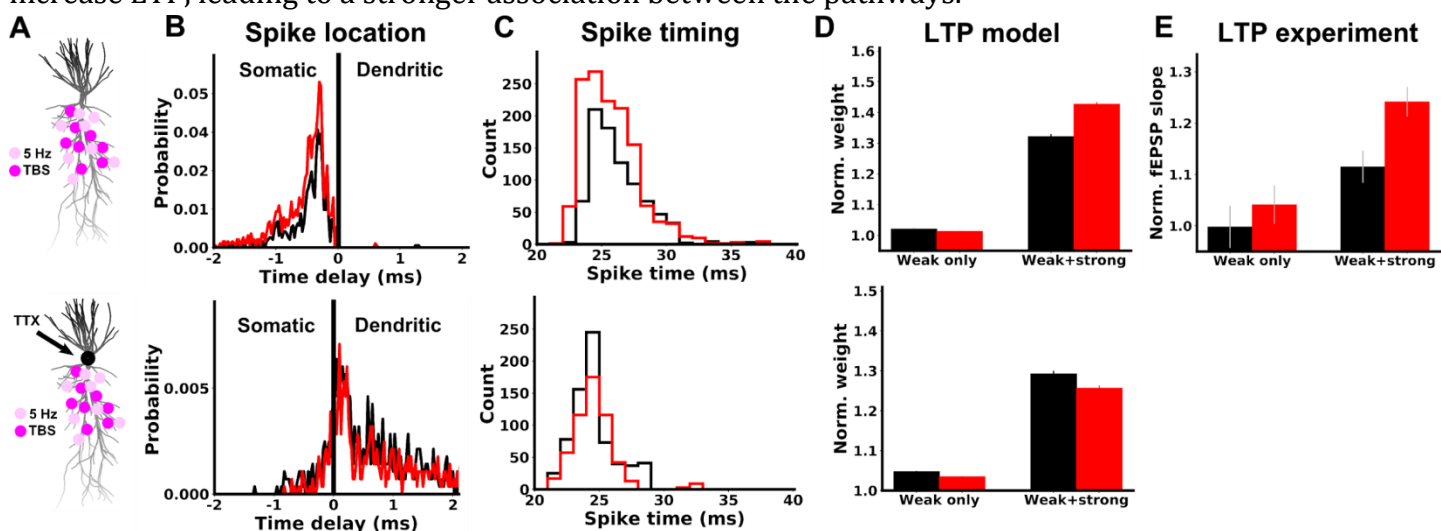 increase LTP, leading to a stronger association between the pathways.
A B Spike location C Spike timing D LTP model E LTP experiment
5 Hz
TBS
Somatic Dendritic
Probability
0.05
0.04
0.02
0.01
0.00
-2 -1 0 1 2
Time delay (ms)
Count
250
200
150
100
50
0
20 25 30 35 40
Spike time (ms)
Norm. weight
1.6
1.5
1.4
1.3
1.2
1.1
1.0
Weak only Weak+strong
Norm. fEPSP slope
1.3
1.2
1.1
1.0
Weak only Weak+strong
TTX
5 Hz
TBS
Somatic Dendritic
Probability
0.005
0.000
-2 -1 0 1 2
Time delay (ms)
Count
250
200
150
100
50
0
20 25 30 35 40
Spike time (ms)
Norm. weight
1.5
1.4
1.3
1.2
1.1
1.0
Weak only Weak+strong